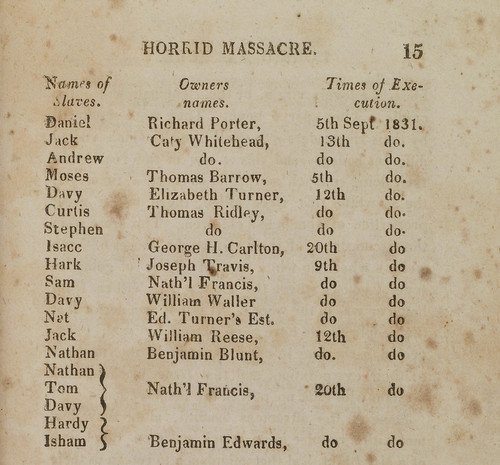 HORRID MASSACRE. 15
Names of Owners Times of Exe-
slaves. names. cution.
Daniel Richard Porter, 5th Sept 1831.
Jack Caty Whitehead, 13th do.
Andrew do. do do.
Moses Thomas Barrow, 5th do.
Davy Elizabeth Turner, 12th do.
Curtis Thomas Ridley, do do.
Stephen do do do.
Isacc George H. Carlton, 20th do
Hark Joseph Travis, 9th do
Sam Nath'l Francis, do do
Davy William Waller do do
Nat Ed. Turner's Est. do do
Jack William Reese, 12th do
Nathan Benjamin Blunt, do. do
Nathan
Tom Nath'l Francis, 20th do
Davy
Hardy
Isham Benjamin Edwards, do do